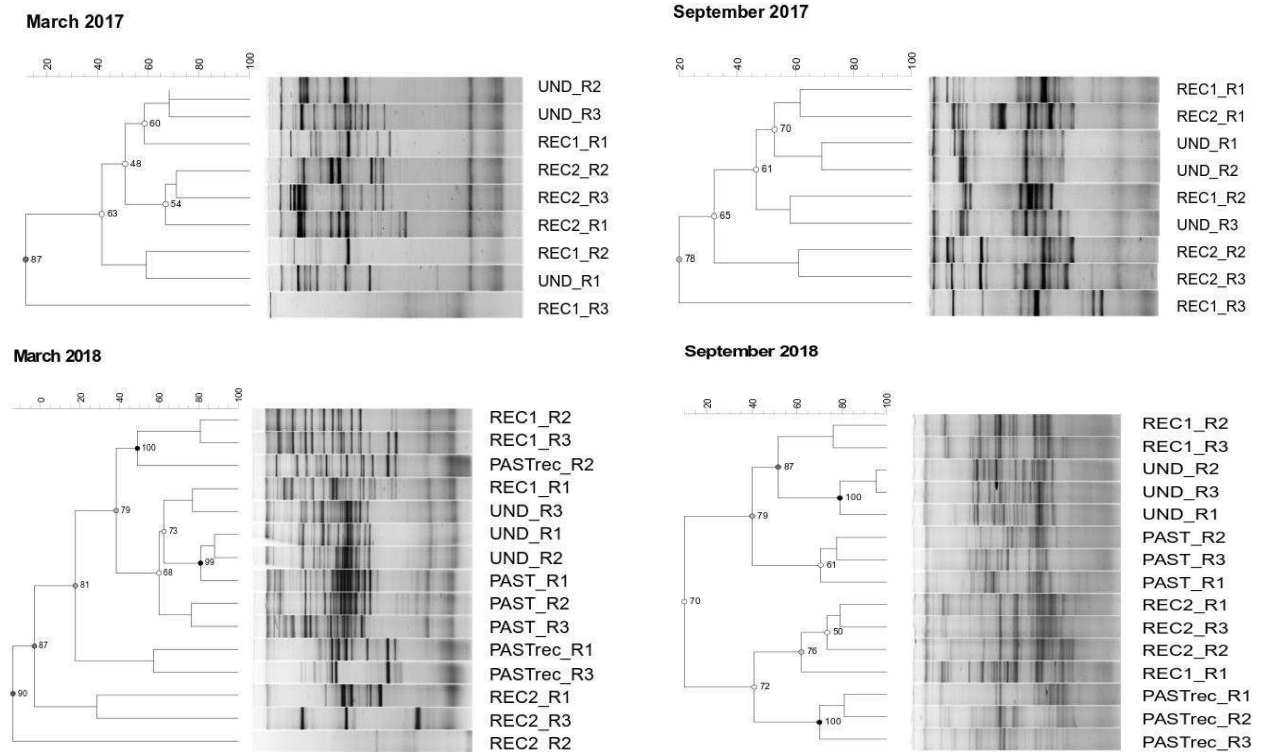 March 2017
20 40 60 80 100
UND_R2
UND_R3
60
REC1_R1
48
REC2_R2
REC2_R3
54
63
REC2_R1
REC1_R2
87
UND_R1
REC1_R3
September 2017
20 40 60 80 100
REC1_R1
REC2_R1
70
UND_R1
61
UND_R2
REC1_R2
65
UND_R3
REC2_R2
78
REC2_R3
REC1_R3
March 2018
0 20 40 60 80 100
REC1_R2
REC1_R3
100
PASTrec_R2
REC1_R1
79
UND_R3
73
UND_R1
UND_R2
99
68
PAST_R1
81
PAST_R2
PAST_R3
87
PASTrec_R1
PASTrec_R3
90
REC2_R1
REC2_R3
REC2_R2
September 2018
20 40 60 80 100
REC1_R2
REC1_R3
87
UND_R2
UND_R3
100
79
UND_R1
PAST_R2
61
PAST_R3
PAST_R1
70
REC2_R1
50
REC2_R3
76
REC2_R2
REC1_R1
72
PASTrec_R1
100
PASTrec_R2
PASTrec_R3